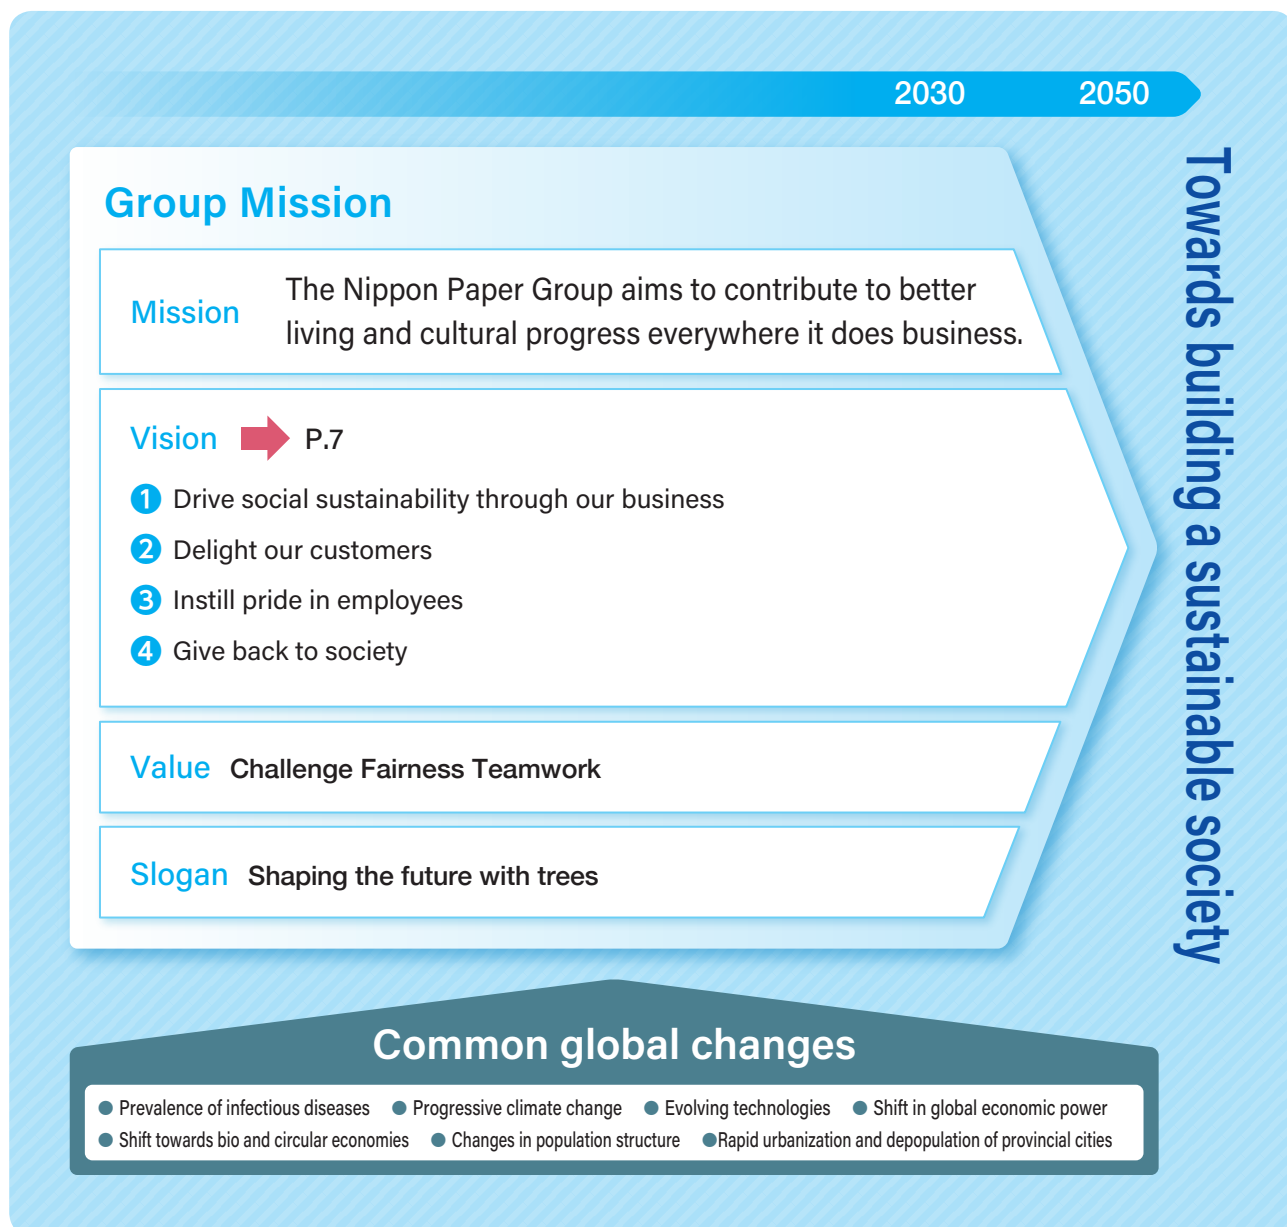 2030 2050
Towards building a sustainable society
Group Mission
Mission
The Nippon Paper Group aims to contribute to better
living and cultural progress everywhere it does business.
Vision P.7
1 Drive social sustainability through our business
2 Delight our customers
3 Instill pride in employees
4 Give back to society
Value Challenge Fairness Teamwork
Slogan Shaping the future with trees
Common global changes
● Prevalence of infectious diseases ● Progressive climate change ● Evolving technologies ● Shift in global economic power
● Shift towards bio and circular economies ● Changes in population structure ●Rapid urbanization and depopulation of provincial cities